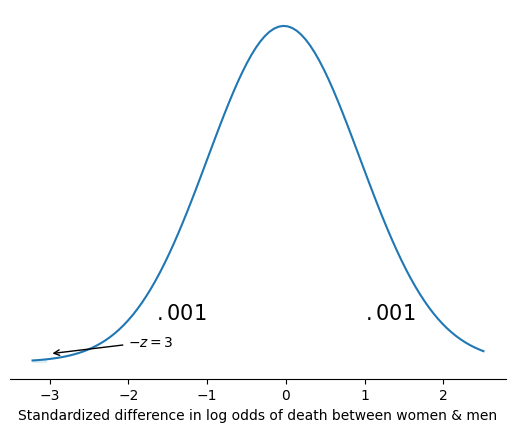 .001 .001
−z = 3
−3 −2 −1 0 1 2
Standardized difference in log odds of death between women & men